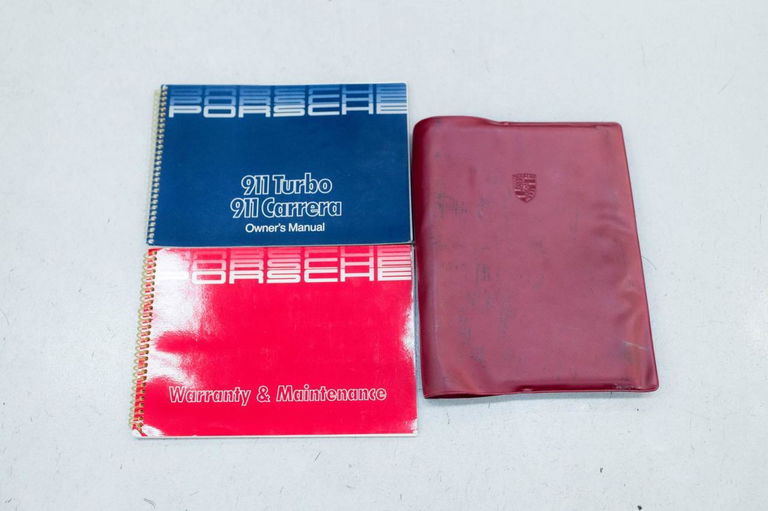 PORSCHE
911 Turbo
911 Carrera
Owner's Manual
PORSCHE
Warranty & Maintenance